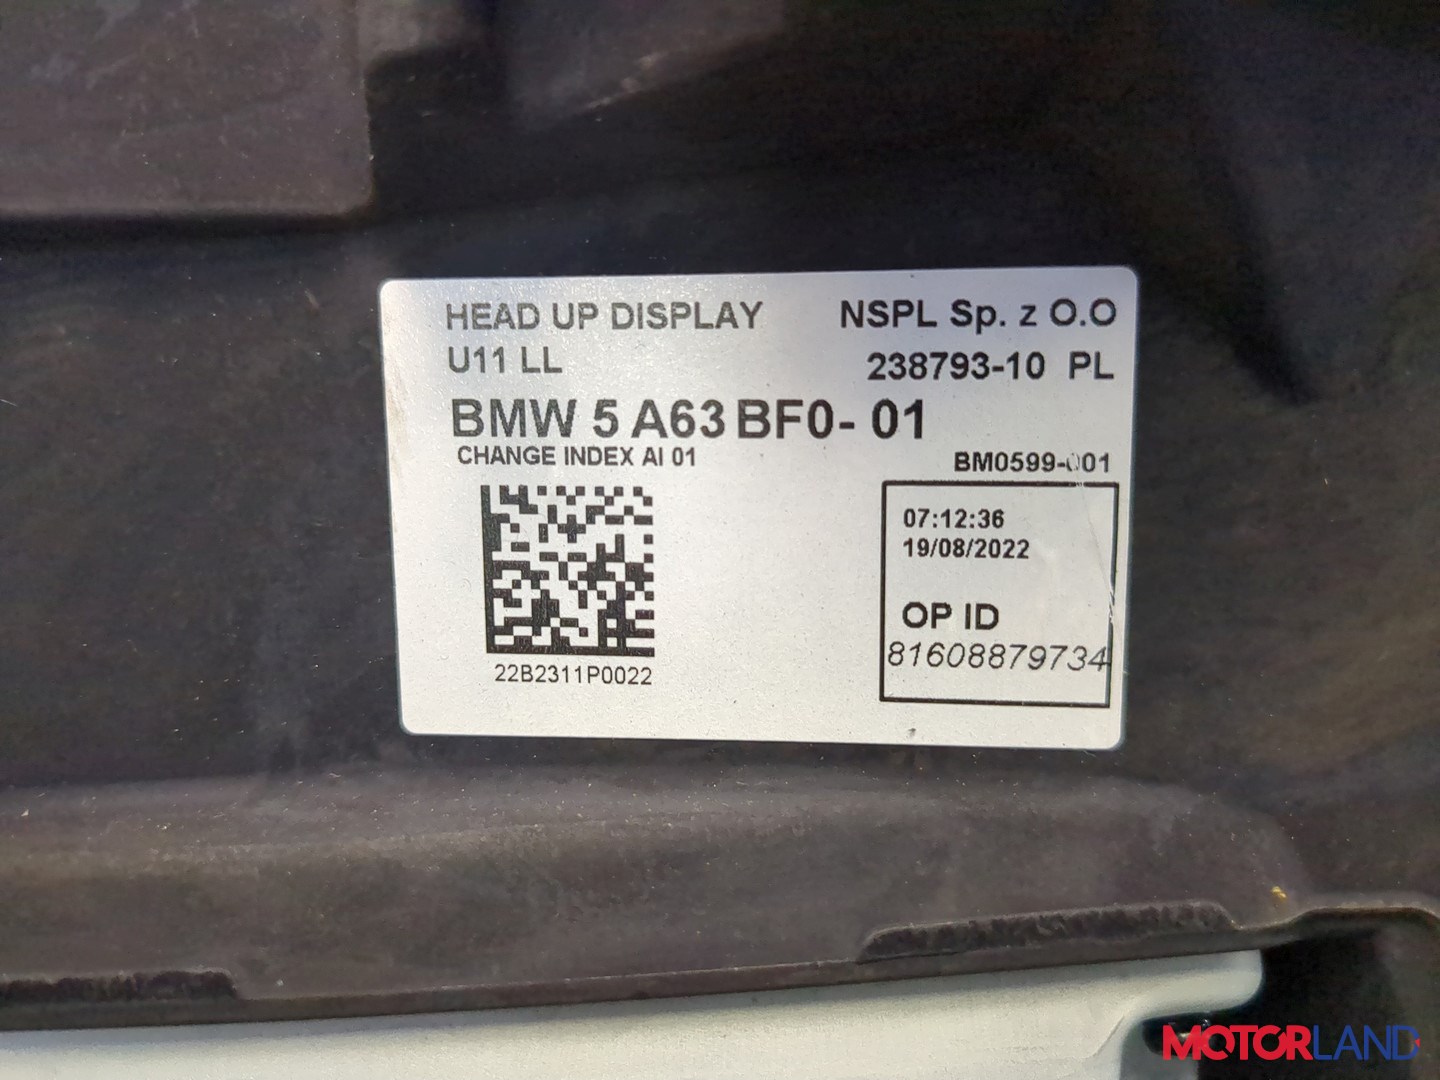 HEAD UP DISPLAY NSPL Sp. z O.O
U11 LL 238793-10 PL
BMW 5 A63 BF0- 01
CHANGE INDEX AI 01
BM0599-001
07:12:36
19/08/2022
OP ID
81608879734
22B2311P0022
MOTORLAND